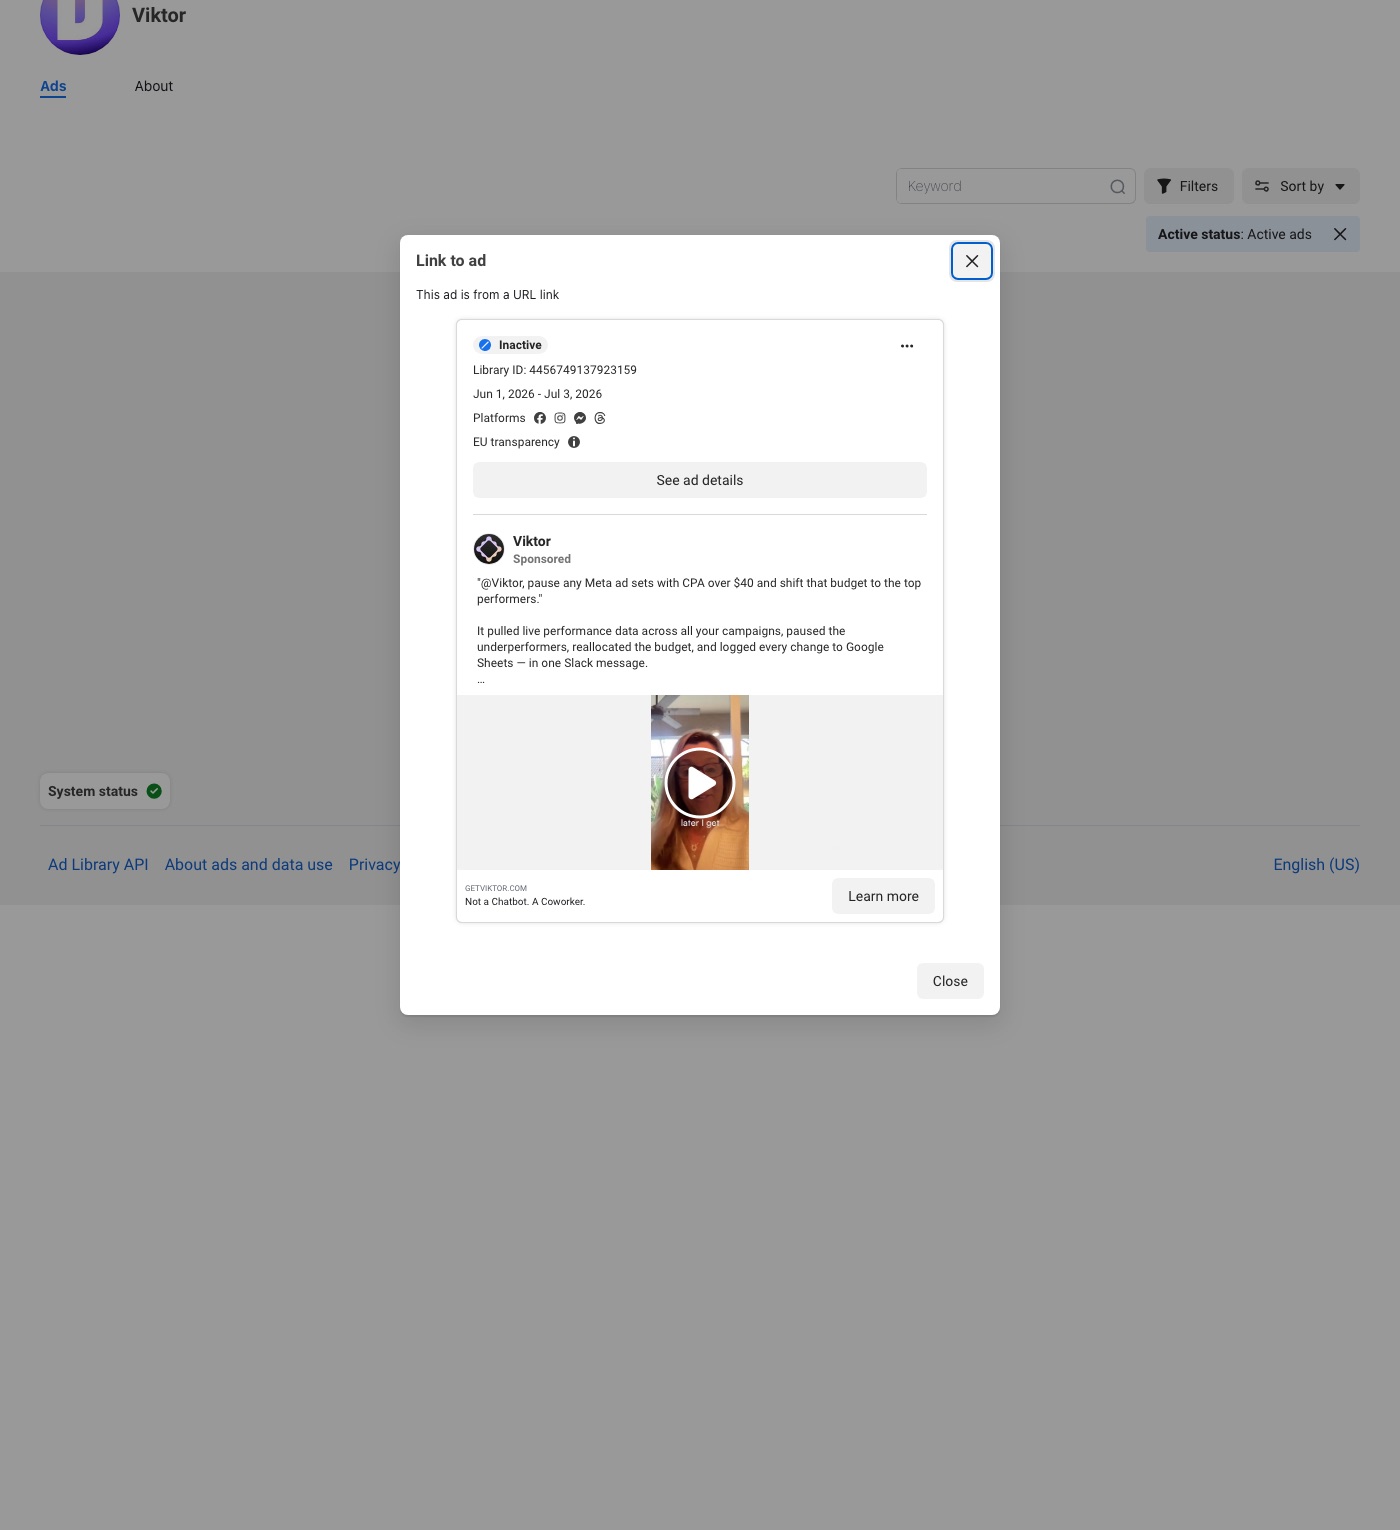 Viktor
Ads
About
Keyword
Filters
Sort by
Active status: Active ads
Link to ad
This ad is from a URL link
Inactive
Library ID: 4456749137923159
Jun 1, 2026 - Jul 3, 2026
Platforms
EU transparency
See ad details
Viktor
Sponsored
"@Viktor, pause any Meta ad sets with CPA over $40 and shift that budget to the top
performers."
It pulled live performance data across all your campaigns, paused the
underperformers, reallocated the budget, and logged every change to Google
Sheets — in one Slack message.
...
later I get
GETVIKTOR.COM
Not a Chatbot. A Coworker.
Learn more
System status
Ad Library API
About ads and data use
Privacy
English (US)
Close